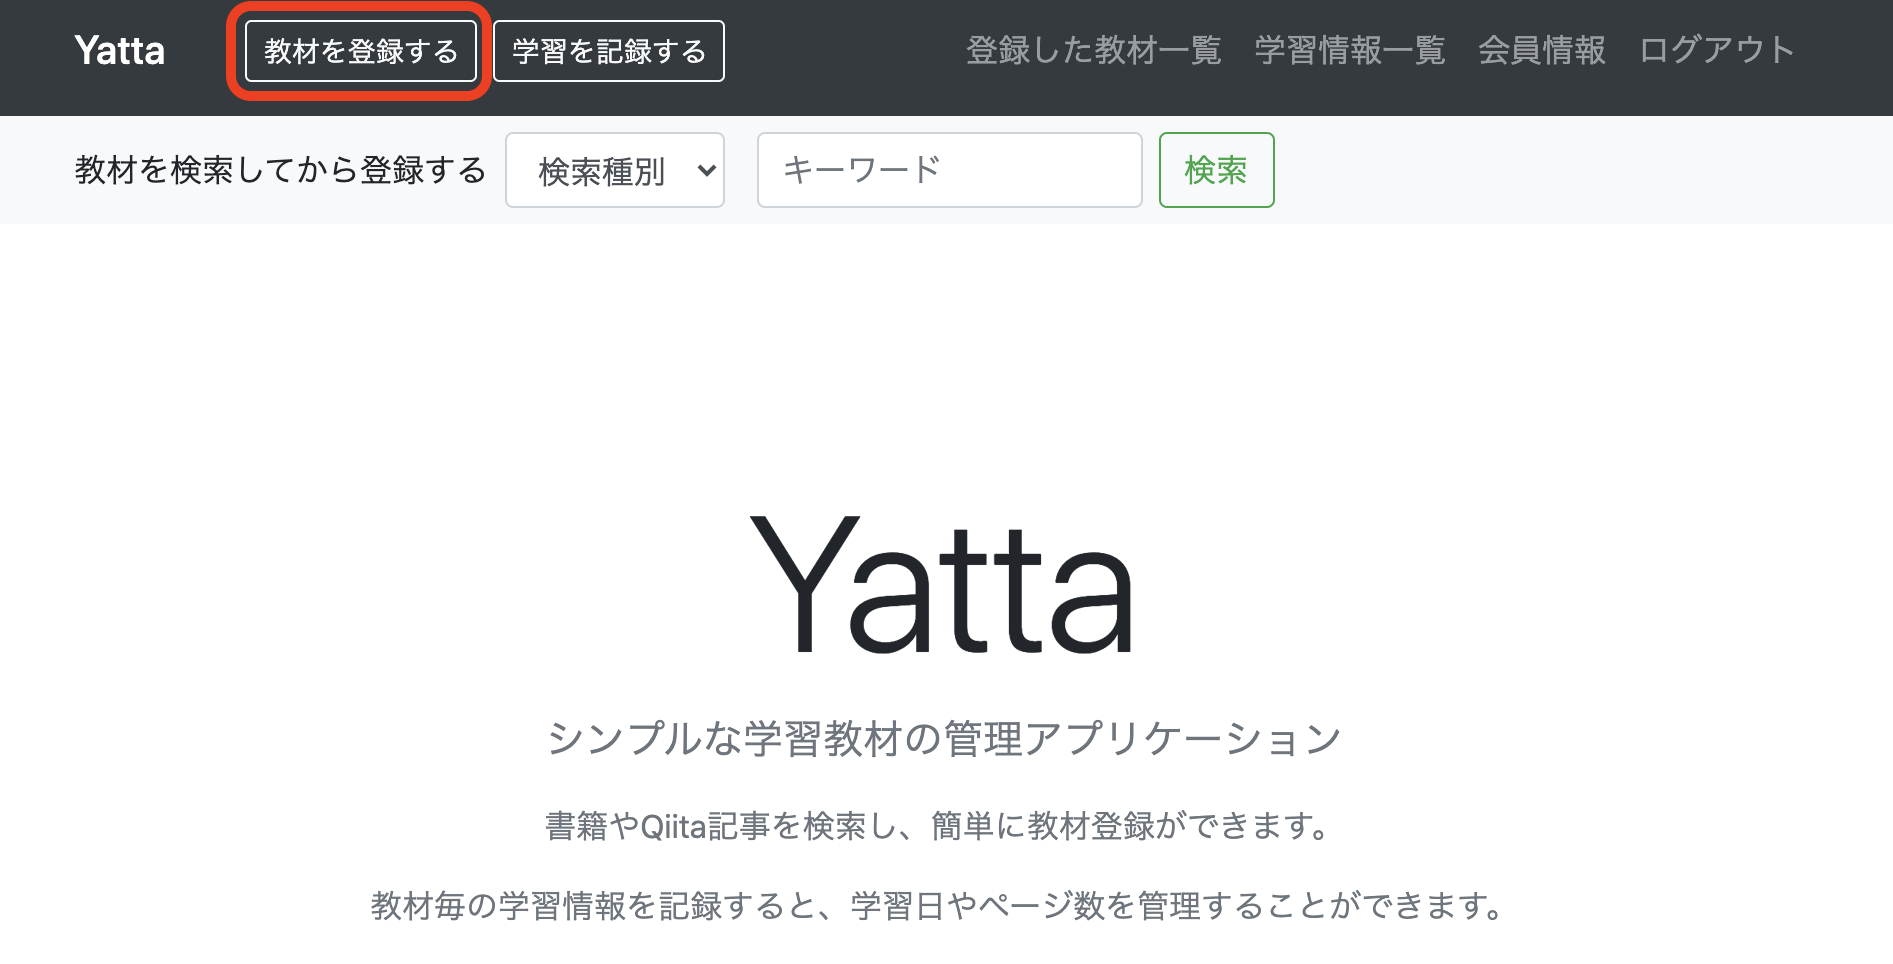 Yatta 教材を登録する 学習を記録する 登録した教材一覧 学習情報一覧 会員情報 ログアウト
教材を検索してから登録する 検索種別 キーワード 検索
Yatta
シンプルな学習教材の管理アプリケーション
書籍やQiita記事を検索し、簡単に教材登録ができます。
教材毎の学習情報を記録すると、学習日やページ数を管理することができます。